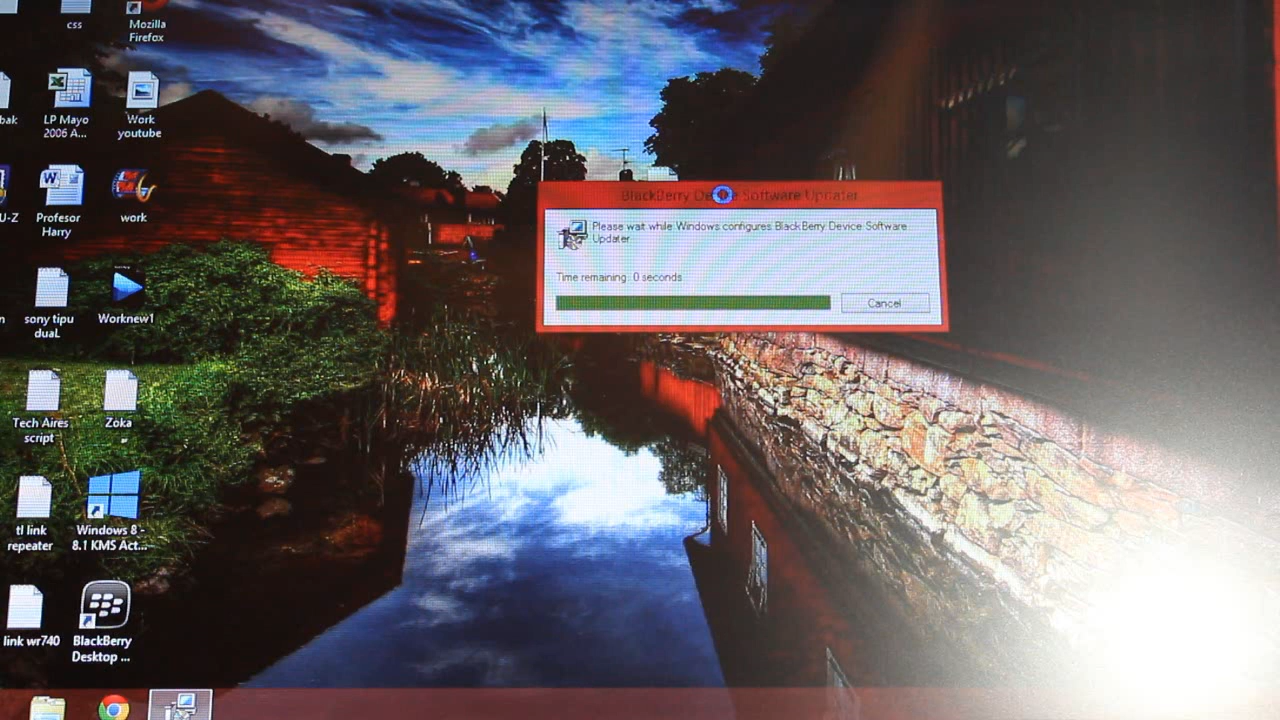 css
Mozilla
Firefox
bak
LP Mayo
2006 A...
Work
youtube
U-Z
Profesor
Harry
work
n
sony tipu
duaL
Worknew1
Tech Aires
script
Zoka
tl link
repeater
Windows 8 -
8.1 KMS Act...
link wr740
BlackBerry
Desktop ...
BlackBerry Device Software Updater
Please wait while Windows configures BlackBerry Device Software
Updater
Time remaining: 0 seconds
Cancel